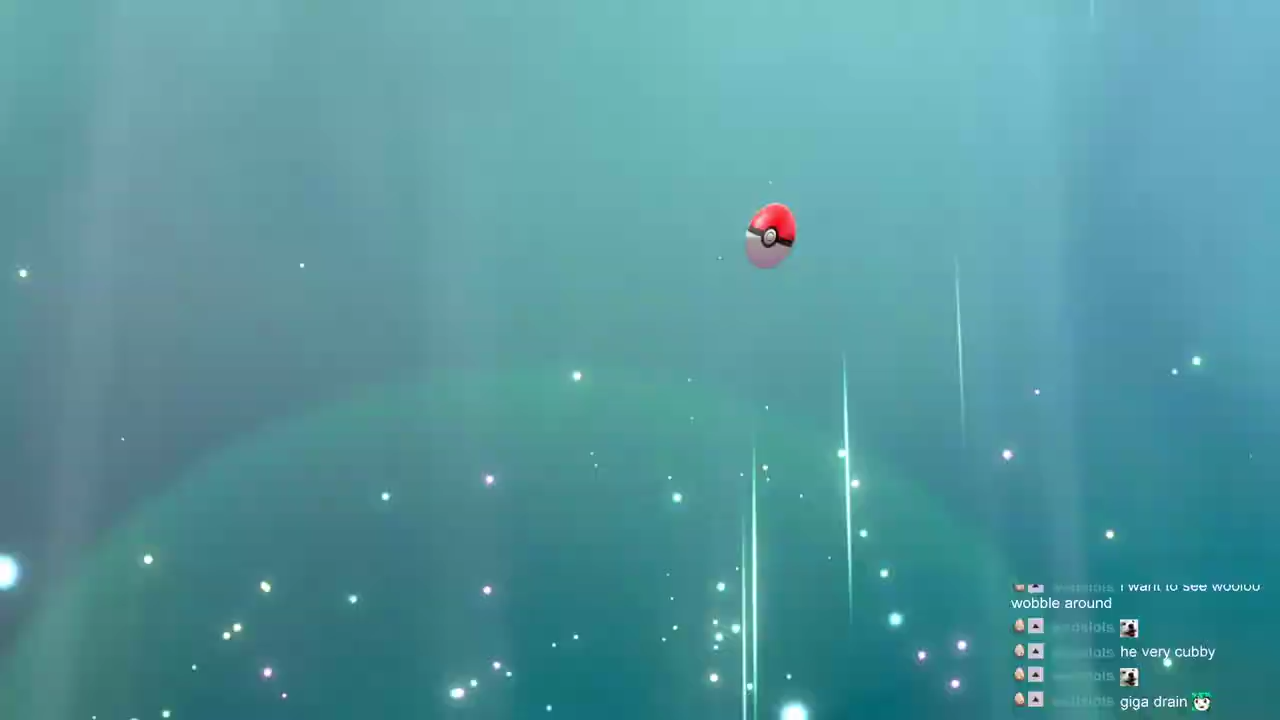 i want to see wooloo
wobble around
he very cubby
giga drain